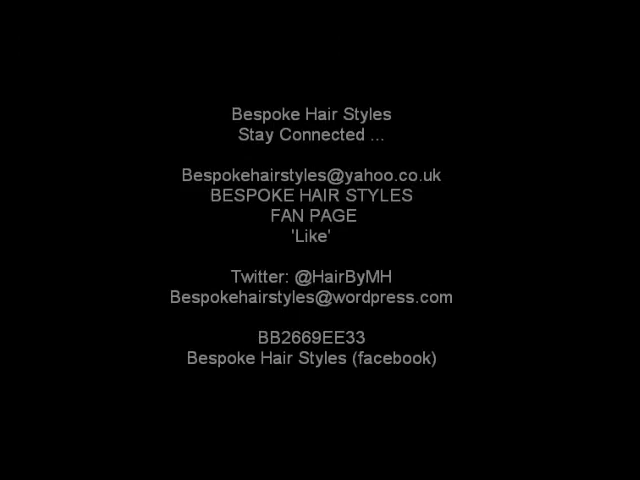 Bespoke Hair Styles
Stay Connected ...
Bespokehairstyles@yahoo.co.uk
BESPOKE HAIR STYLES
FAN PAGE
'Like'
Twitter: @HairByMH
Bespokehairstyles@wordpress.com
BB2669EE33
Bespoke Hair Styles (facebook)